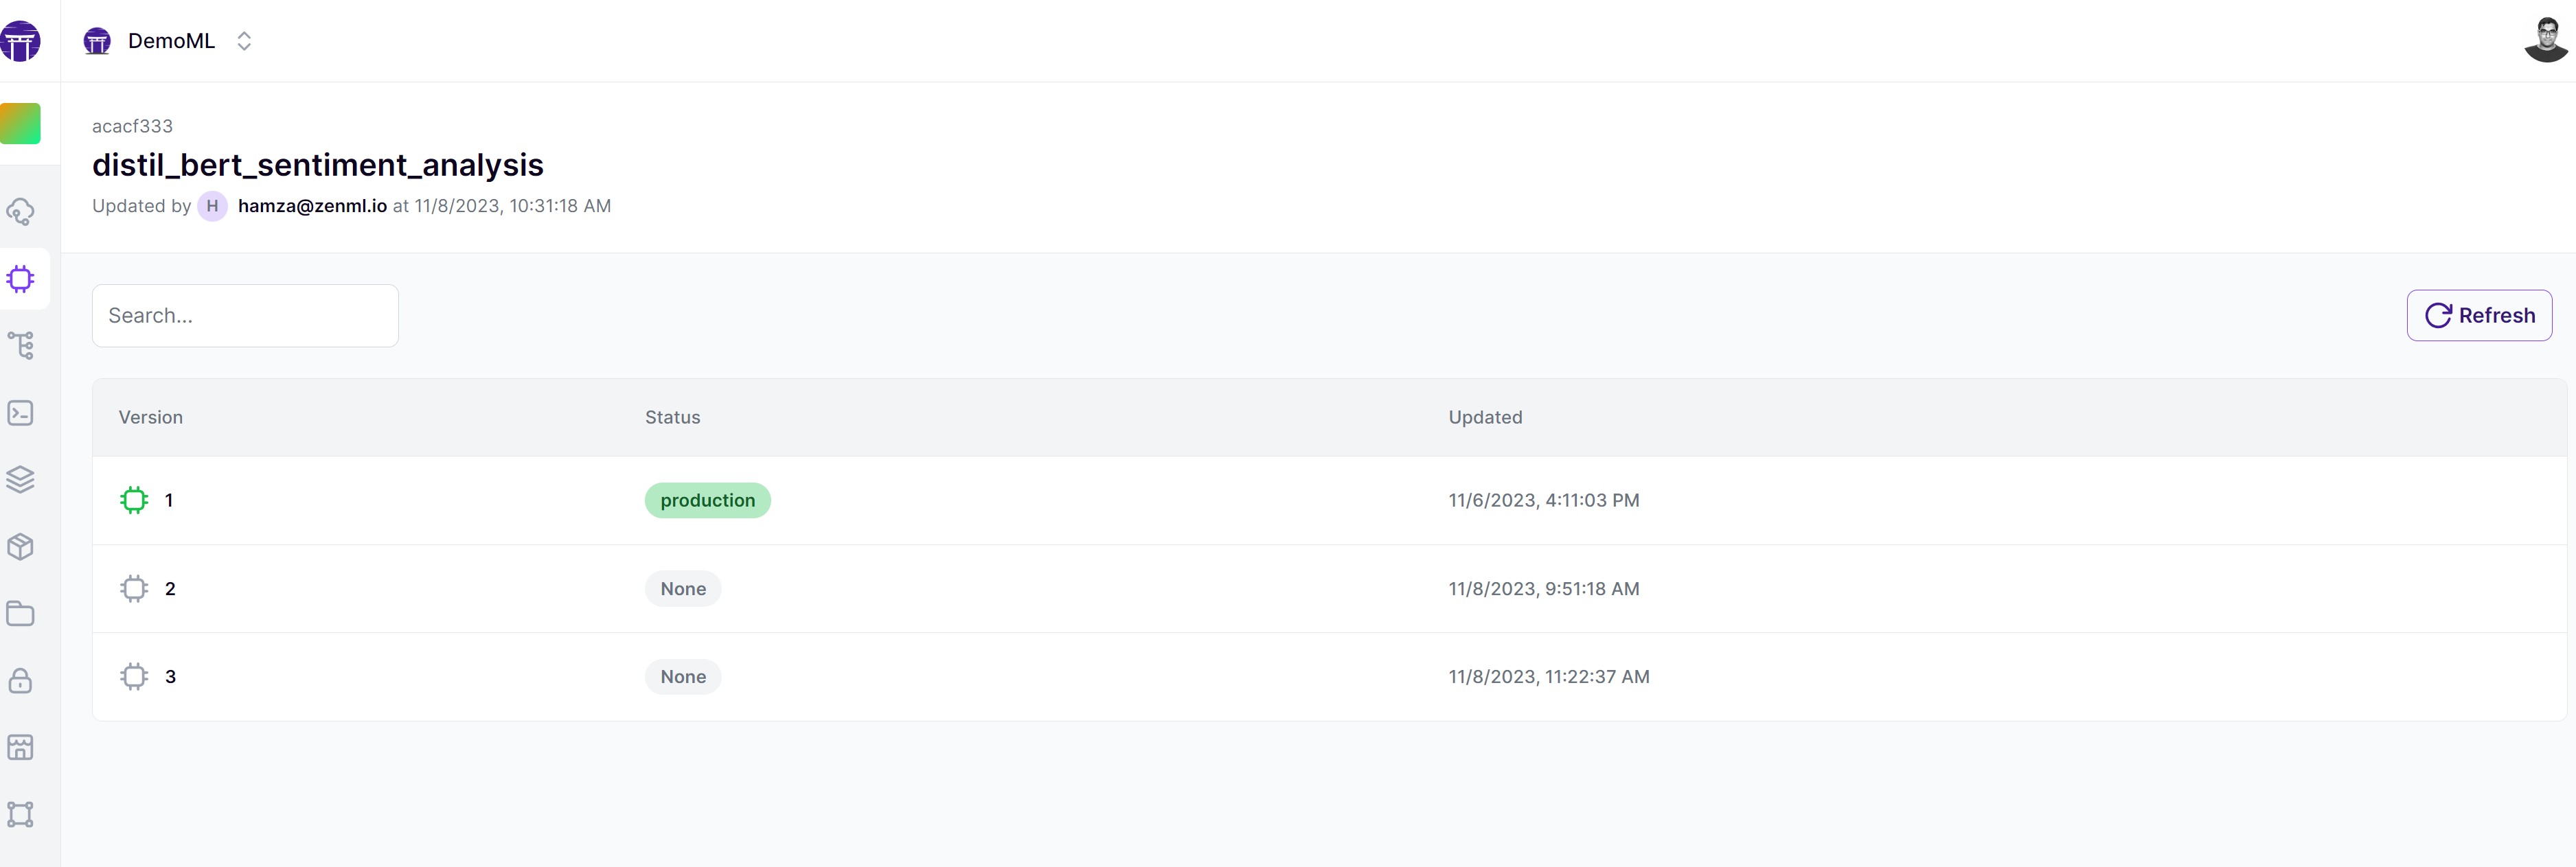 DemoML
acacf333
distil_bert_sentiment_analysis
Updated by H hamza@zenml.io at 11/8/2023, 10:31:18 AM
Search...
Refresh
Version Status Updated
1 production 11/6/2023, 4:11:03 PM
2 None 11/8/2023, 9:51:18 AM
3 None 11/8/2023, 11:22:37 AM